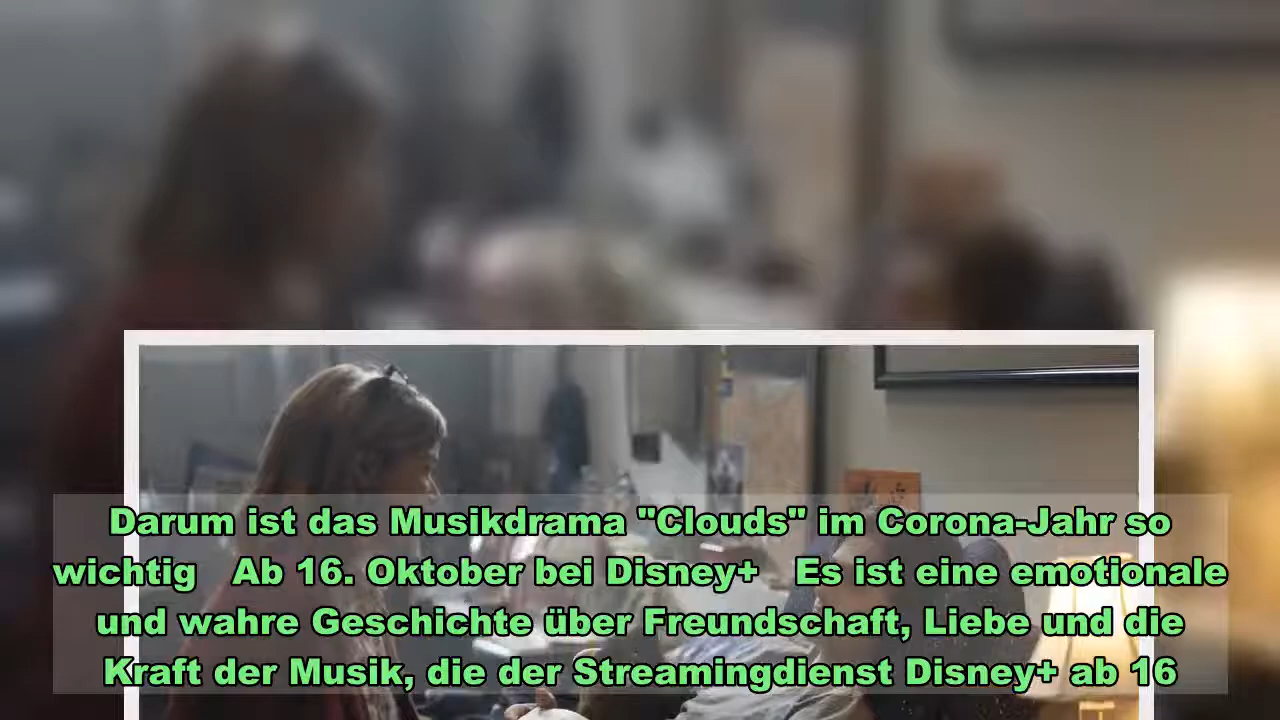 Darum ist das Musikdrama "Clouds" im Corona-Jahr so
wichtig Ab 16. Oktober bei Disney+ Es ist eine emotionale
und wahre Geschichte über Freundschaft, Liebe und die
Kraft der Musik, die der Streamingdienst Disney+ ab 16